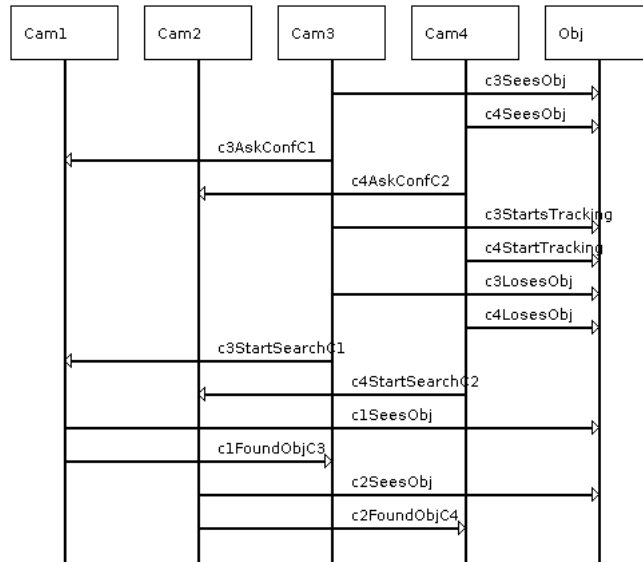 Cam1 Cam2 Cam3 Cam4 Obj
c3SeesObj
c4SeesObj
c3AskConfC1
c4AskConfC2
c3StartsTracking
c4StartTracking
c3LosesObj
c4LosesObj
c3StartSearchC1
c4StartSearchC2
c1SeesObj
c1FoundObjC3
c2SeesObj
c2FoundObjC4